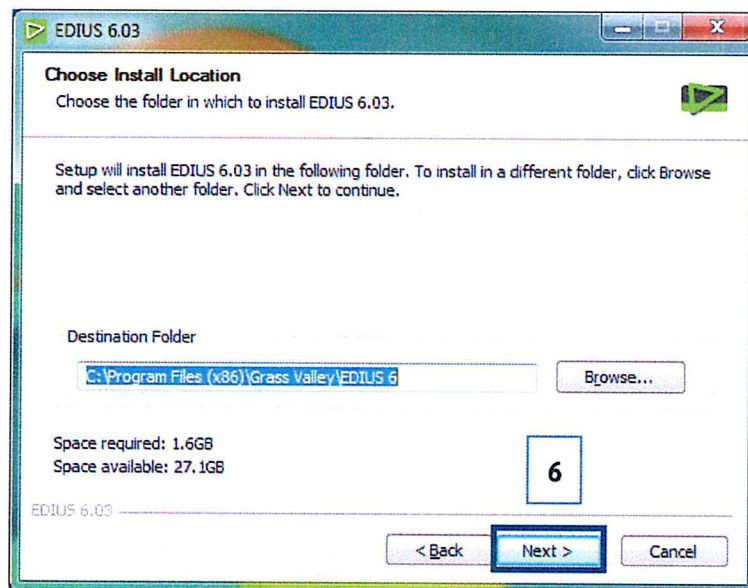 EDIUS 6.03
Choose Install Location
Choose the folder in which to install EDIUS 6.03.
Setup will install EDIUS 6.03 in the following folder. To install in a different folder, click Browse
and select another folder. Click Next to continue.
Destination Folder
C:\Program Files (x86)\Grass Valley\EDIUS 6
Browse...
Space required: 1.6GB
Space available: 27.1GB
6
EDIUS 6.03
< Back
Next >
Cancel